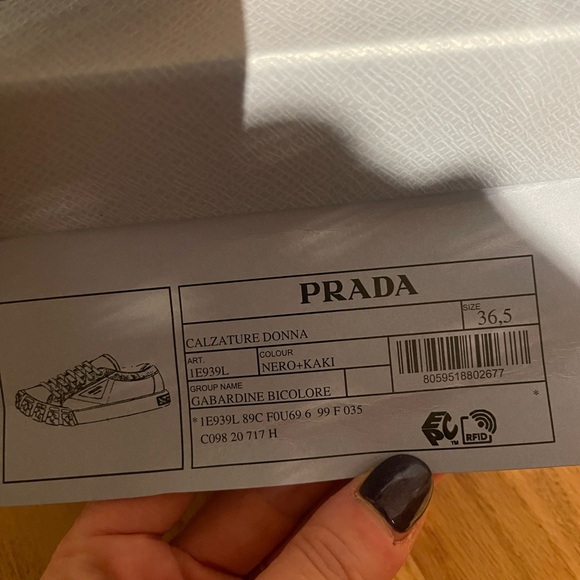 PRADA
CALZATURE DONNA
SIZE
36,5
ART.
1E939L
COLOUR
NERO+KAKI
GROUP NAME
GABARDINE BICOLORE
8059518802677
*1E939L 89C F0U69 6 99 F 035 *
C098 20 717 H
EPC™
RFID